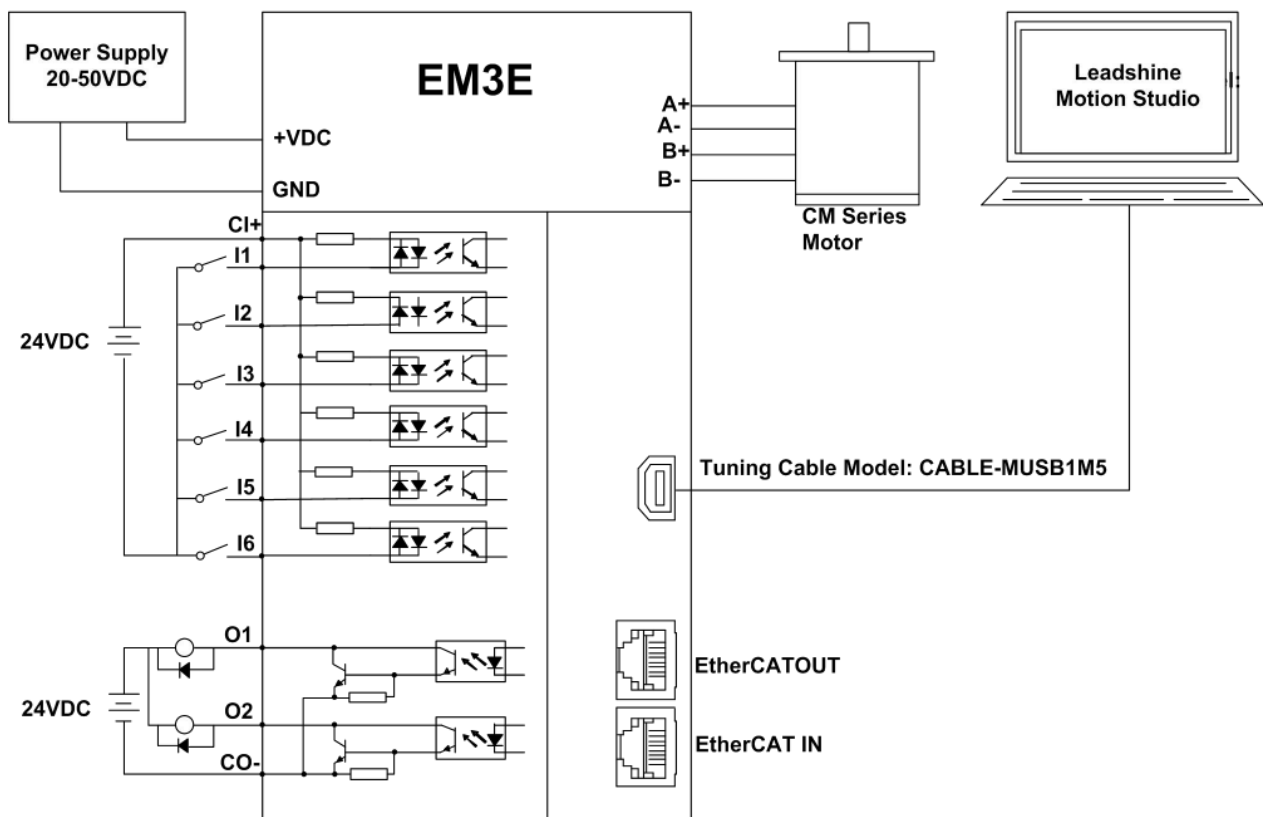 Power Supply
20-50VDC
EM3E
+VDC
GND
A+
A-
B+
B-
CM Series
Motor
Leadshine
Motion Studio
CI+
I1
I2
I3
I4
I5
I6
24VDC
Tuning Cable Model: CABLE-MUSB1M5
O1
O2
CO-
24VDC
EtherCATOUT
EtherCAT IN